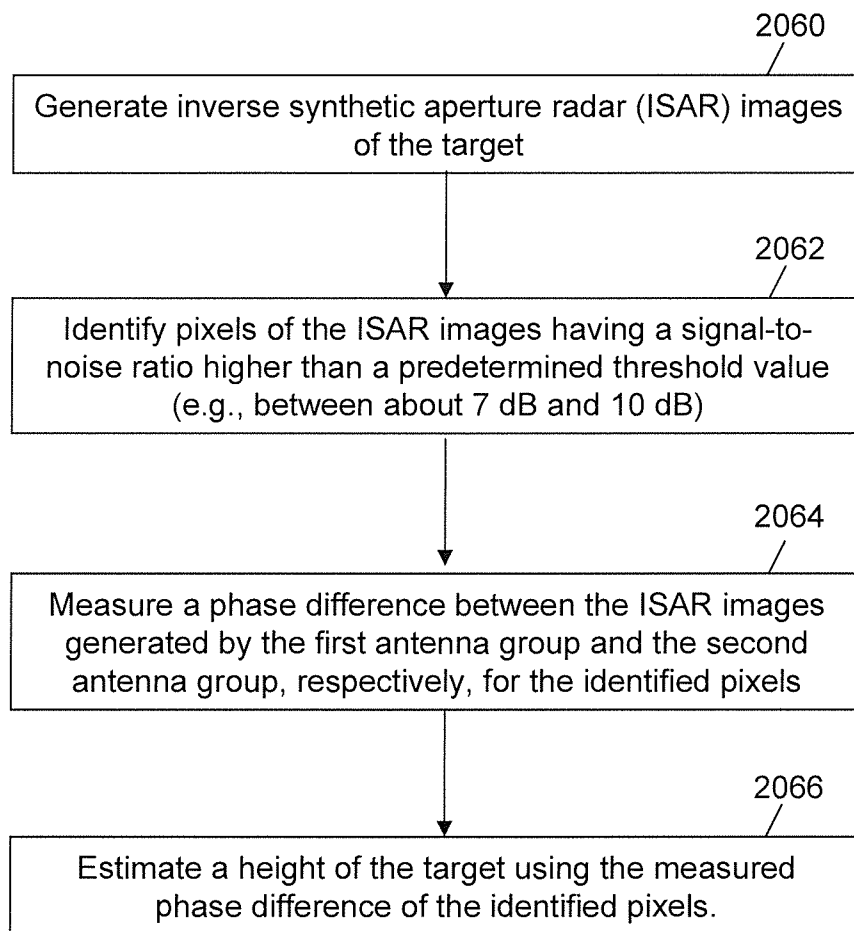 2060
Generate inverse synthetic aperture radar (ISAR) images
of the target
2062
Identify pixels of the ISAR images having a signal-to-
noise ratio higher than a predetermined threshold value
(e.g., between about 7 dB and 10 dB)
2064
Measure a phase difference between the ISAR images
generated by the first antenna group and the second
antenna group, respectively, for the identified pixels
2066
Estimate a height of the target using the measured
phase difference of the identified pixels.